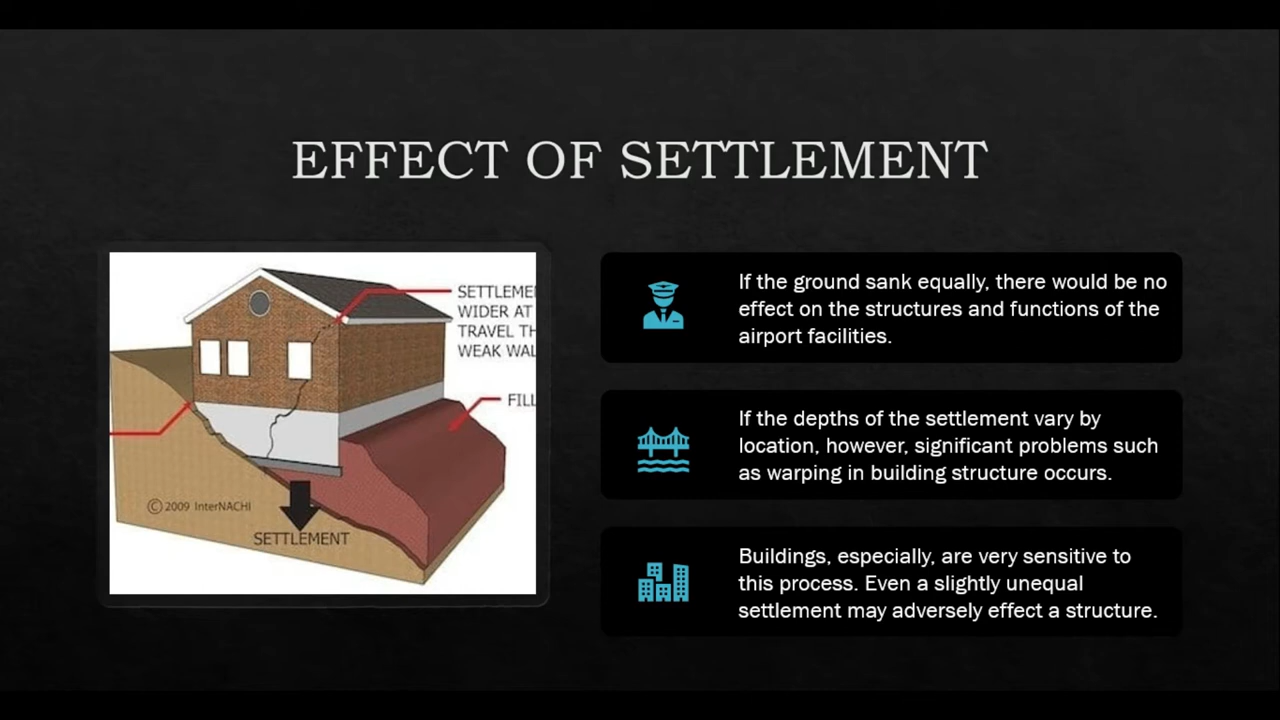 EFFECT OF SETTLEMENT
SETTLEME
WIDER AT
TRAVEL TH
WEAK WAL
FILL
© 2009 InterNACHI
SETTLEMENT
If the ground sank equally, there would be no
effect on the structures and functions of the
airport facilities.
If the depths of the settlement vary by
location, however, significant problems such
as warping in building structure occurs.
Buildings, especially, are very sensitive to
this process. Even a slightly unequal
settlement may adversely effect a structure.